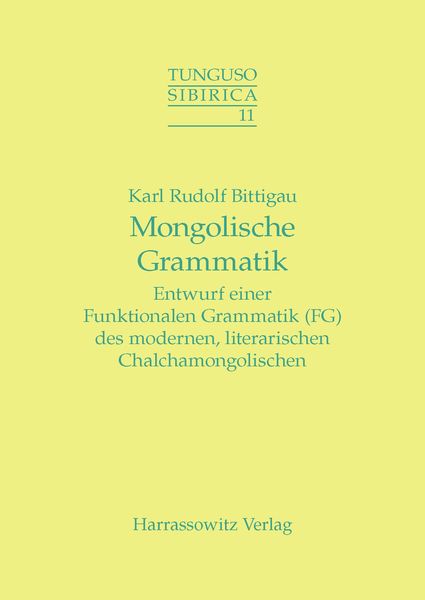 TUNGUSO
SIBIRICA
11
Karl Rudolf Bittigau
Mongolische
Grammatik
Entwurf einer
Funktionalen Grammatik (FG)
des modernen, literarischen
Chalchamongolischen
Harrassowitz Verlag